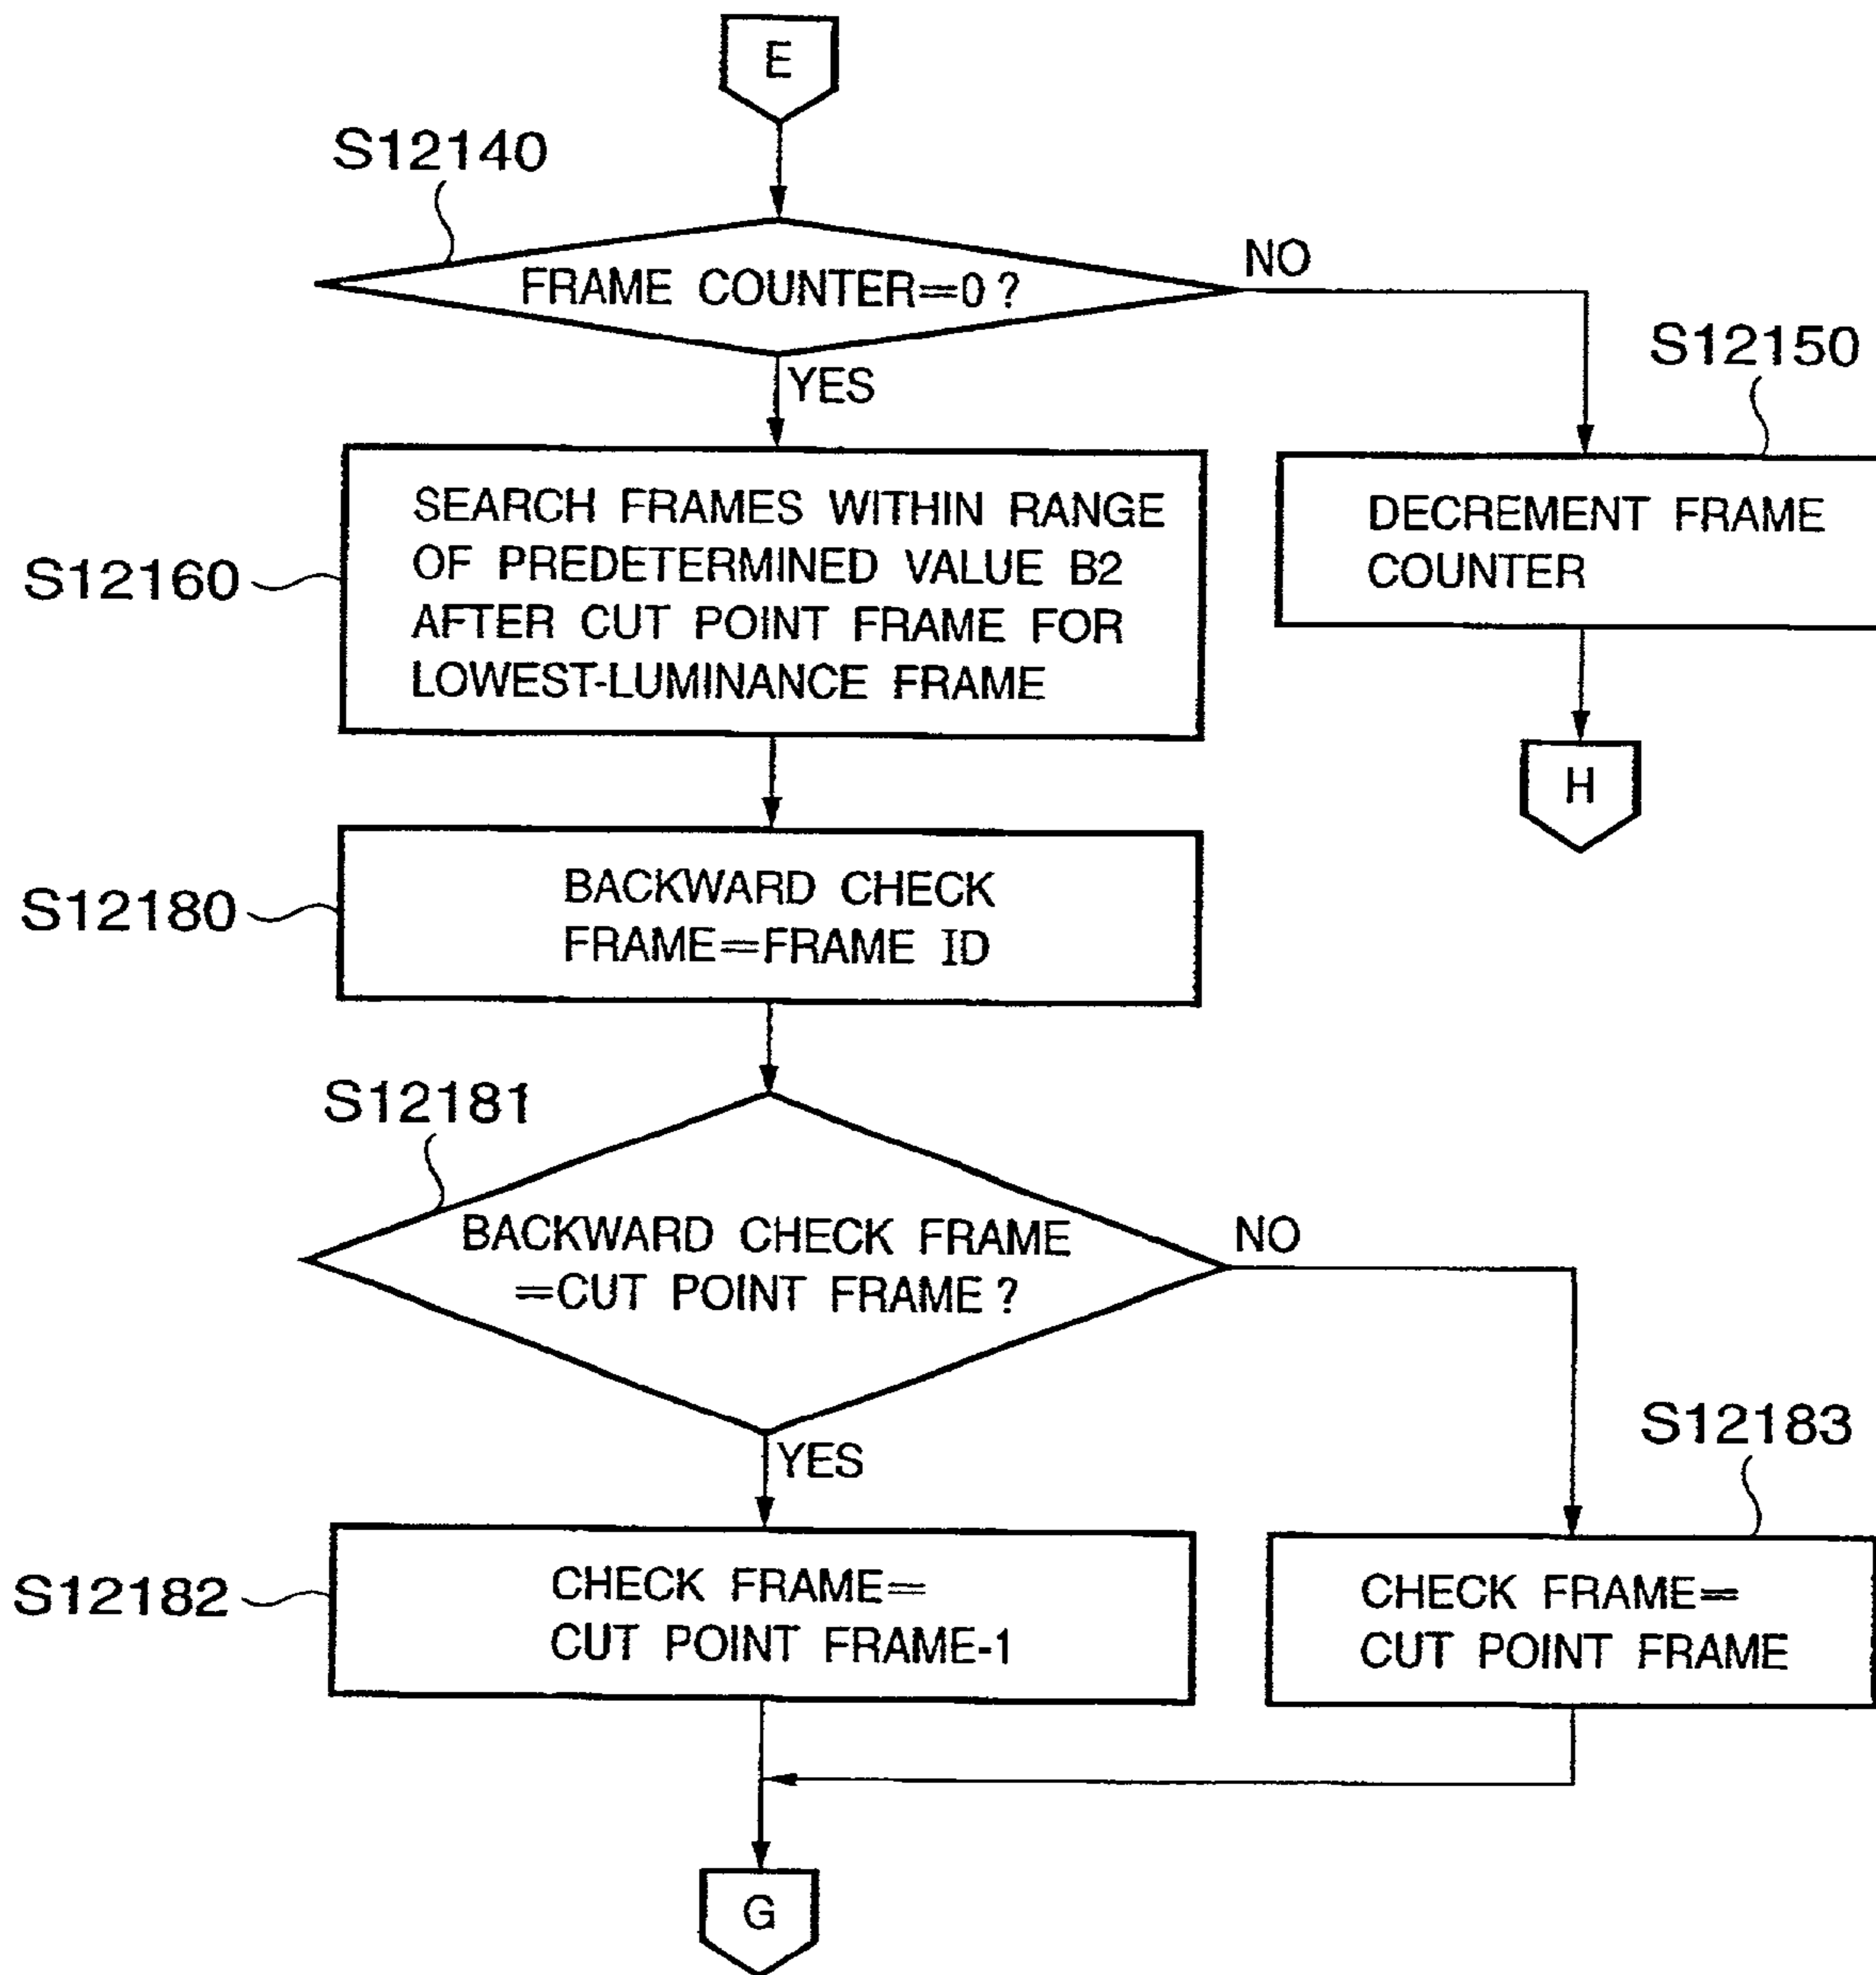 E
S12140
FRAME COUNTER=0?
NO
YES
S12150
SEARCH FRAMES WITHIN RANGE
OF PREDETERMINED VALUE B2
AFTER CUT POINT FRAME FOR
LOWEST-LUMINANCE FRAME
S12160
DECREMENT FRAME
COUNTER
H
BACKWARD CHECK
FRAME=FRAME ID
S12180
S12181
BACKWARD CHECK FRAME
=CUT POINT FRAME?
NO
YES
S12183
S12182
CHECK FRAME=
CUT POINT FRAME-1
CHECK FRAME=
CUT POINT FRAME
G